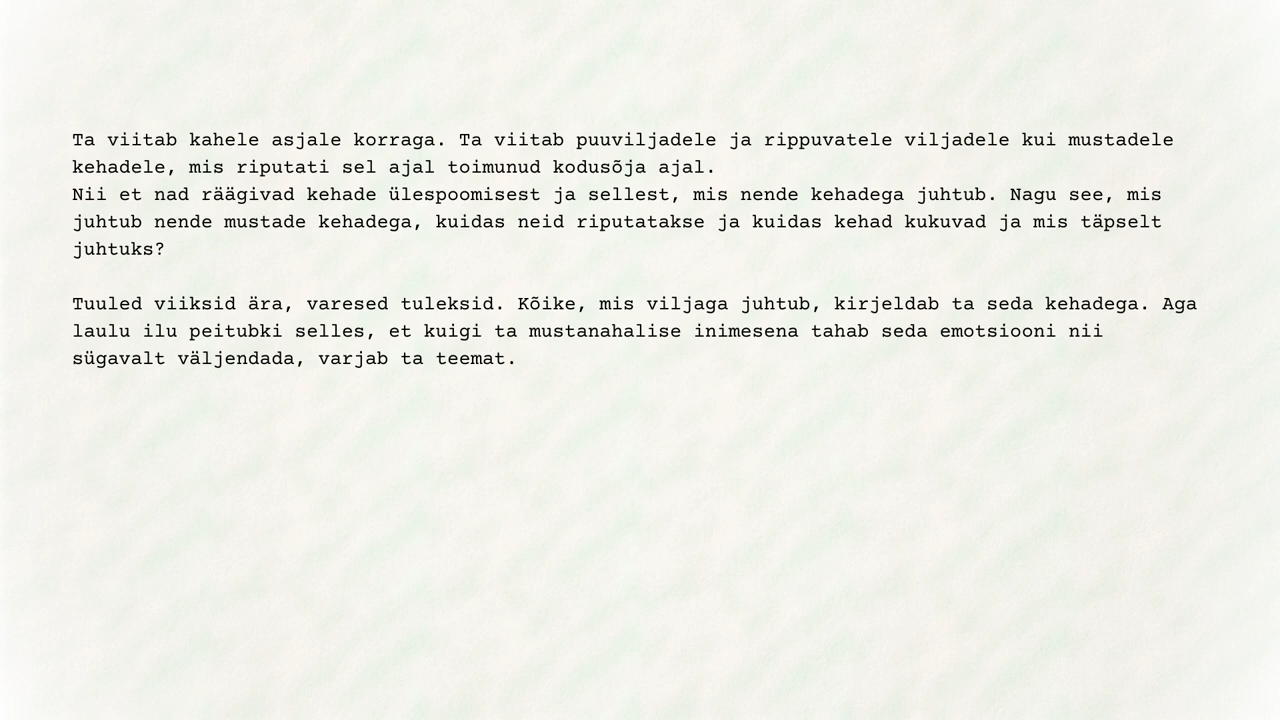 Ta viitab kahele asjale korraga. Ta viitab puuviljadele ja rippuvatele viljadele kui mustadele
kehadele, mis riputati sel ajal toimunud kodusõja ajal.
Nii et nad räägivad kehade ülespoomisest ja sellest, mis nende kehadega juhtub. Nagu see, mis
juhtub nende mustade kehadega, kuidas neid riputatakse ja kuidas kehad kukuvad ja mis täpselt
juhtuks?
Tuuled viiksid ära, varesed tuleksid. Kõike, mis viljaga juhtub, kirjeldab ta seda kehadega. Aga
laulu ilu peitubki selles, et kuigi ta mustanahalise inimesena tahab seda emotsiooni nii
sügavalt väljendada, varjab ta teemat.